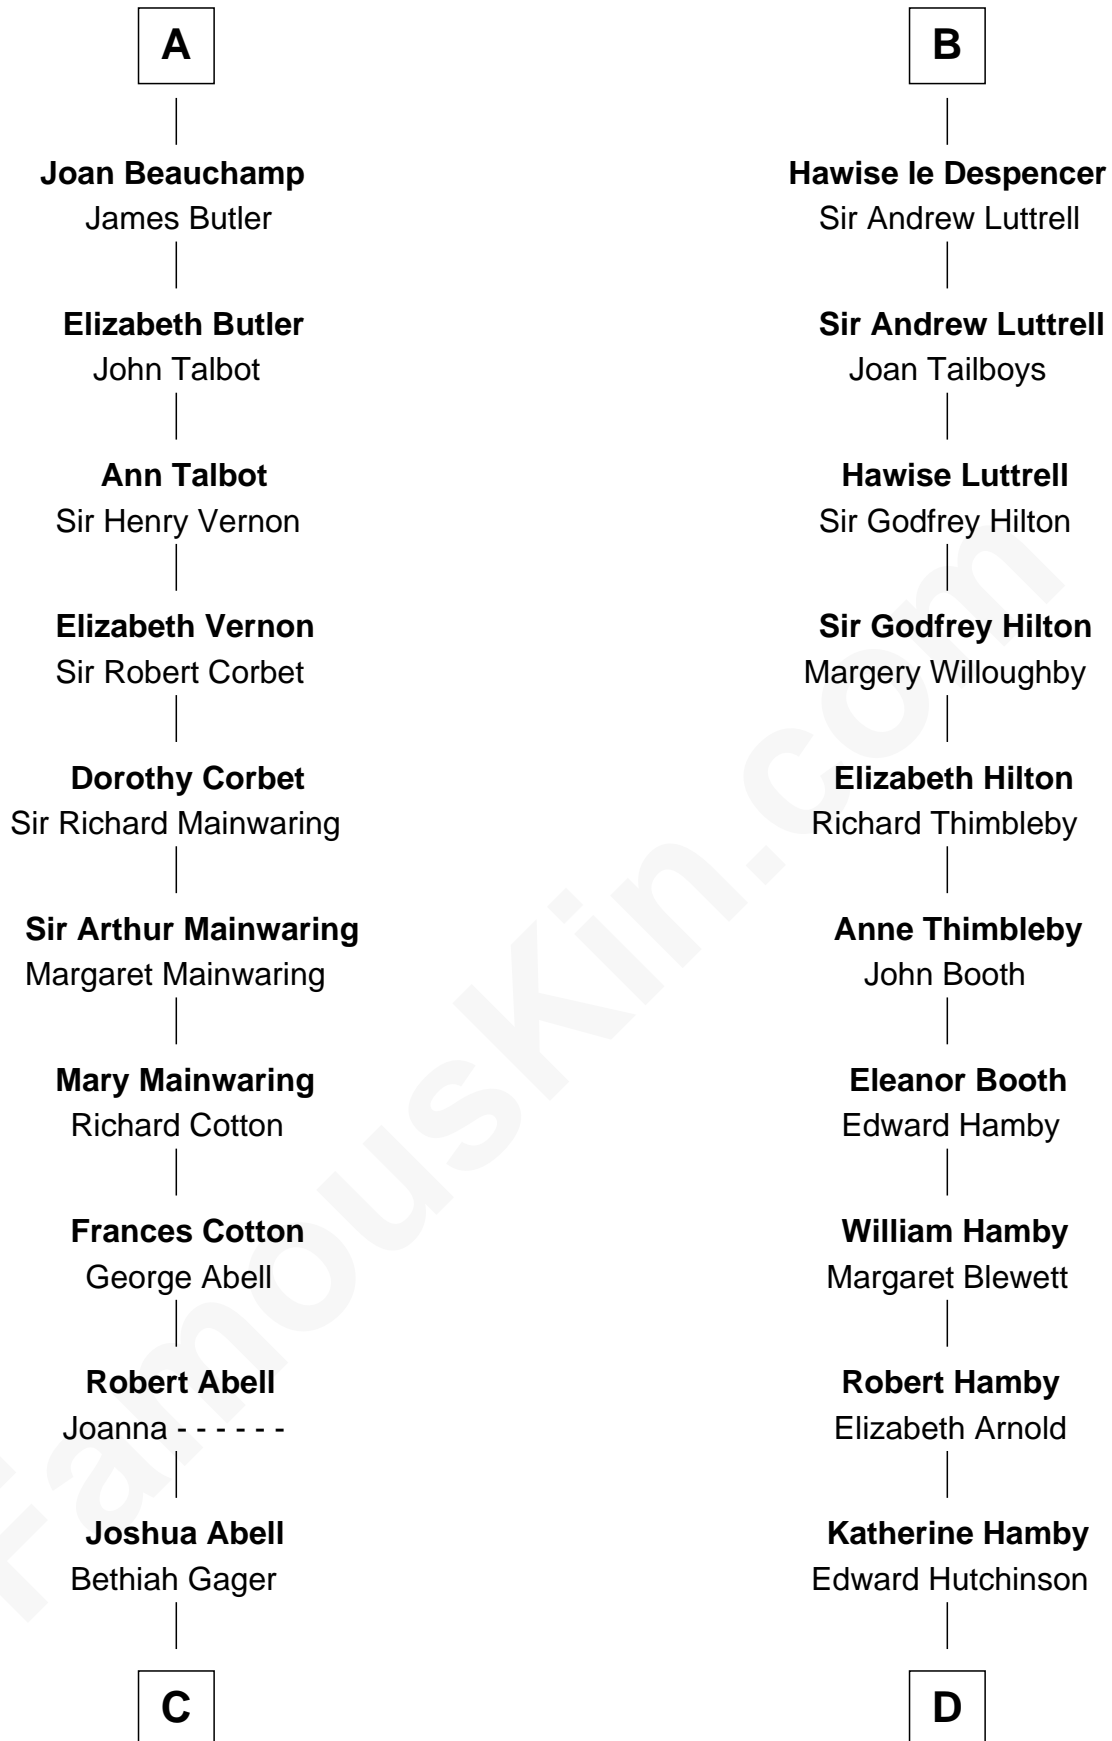 A
Joan Beauchamp
James Butler
Elizabeth Butler
John Talbot
Ann Talbot
Sir Henry Vernon
Elizabeth Vernon
Sir Robert Corbet
Dorothy Corbet
Sir Richard Mainwaring
Sir Arthur Mainwaring
Margaret Mainwaring
Mary Mainwaring
Richard Cotton
Frances Cotton
George Abell
Robert Abell
Joanna - - - - - -
Joshua Abell
Bethiah Gager
C
B
Hawise le Despencer
Sir Andrew Luttrell
Sir Andrew Luttrell
Joan Tailboys
Hawise Luttrell
Sir Godfrey Hilton
Sir Godfrey Hilton
Margery Willoughby
Elizabeth Hilton
Richard Thimbleby
Anne Thimbleby
John Booth
Eleanor Booth
Edward Hamby
William Hamby
Margaret Blewett
Robert Hamby
Elizabeth Arnold
Katherine Hamby
Edward Hutchinson
D
FamousKin.com